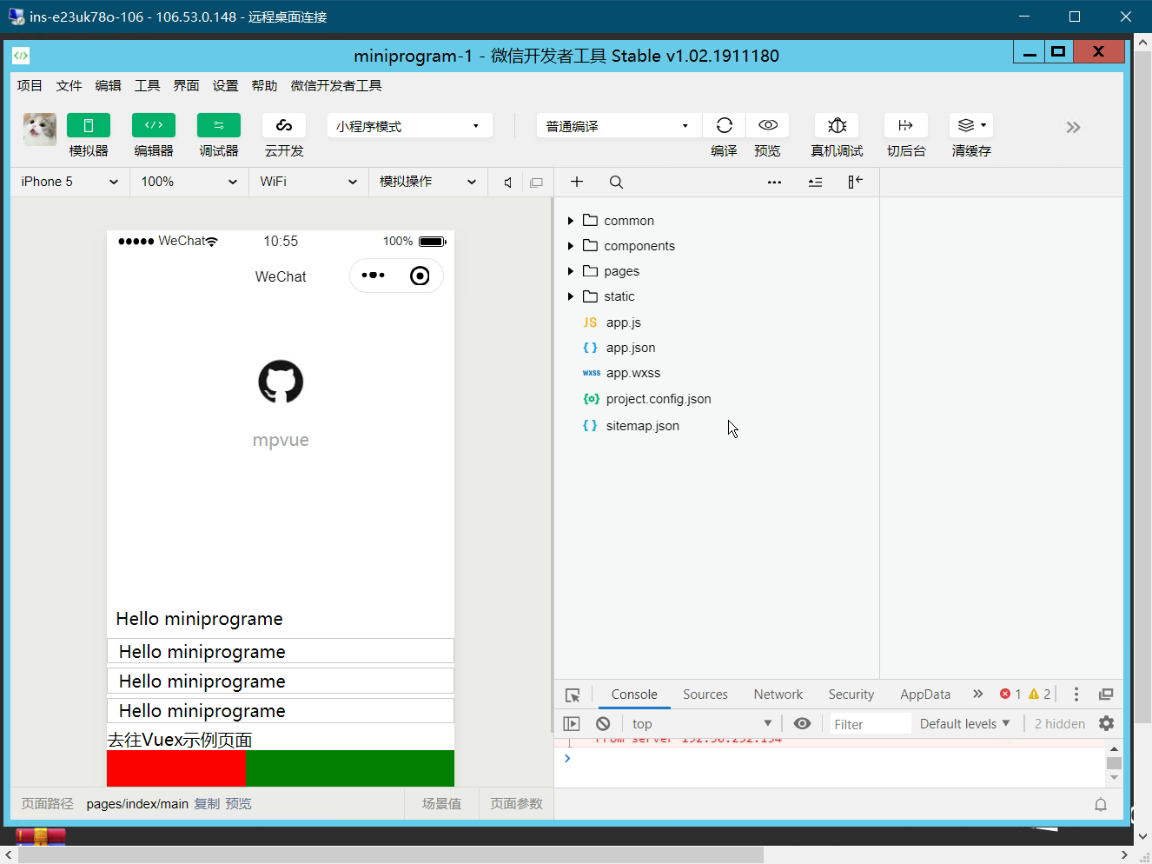 ins-e23uk78o-106 - 106.53.0.148 - 远程桌面连接
miniprogram-1 - 微信开发者工具 Stable v1.02.1911180
项目 文件 编辑 工具 界面 设置 帮助 微信开发者工具
小程序模式 普通编译
模拟器 编辑器 调试器 云开发 编译 预览 真机调试 切后台 清缓存
iPhone 5 100% WiFi 模拟操作
WeChat 10:55 100%
WeChat
mpvue
Hello miniprograme
Hello miniprograme
Hello miniprograme
Hello miniprograme
去往Vuex示例页面
页面路径 pages/index/main 复制 预览 场景值 页面参数
common
components
pages
static
JS app.js
{ } app.json
wxss app.wxss
{o} project.config.json
{ } sitemap.json
Console Sources Network Security AppData 1 2
top Filter Default levels 2 hidden